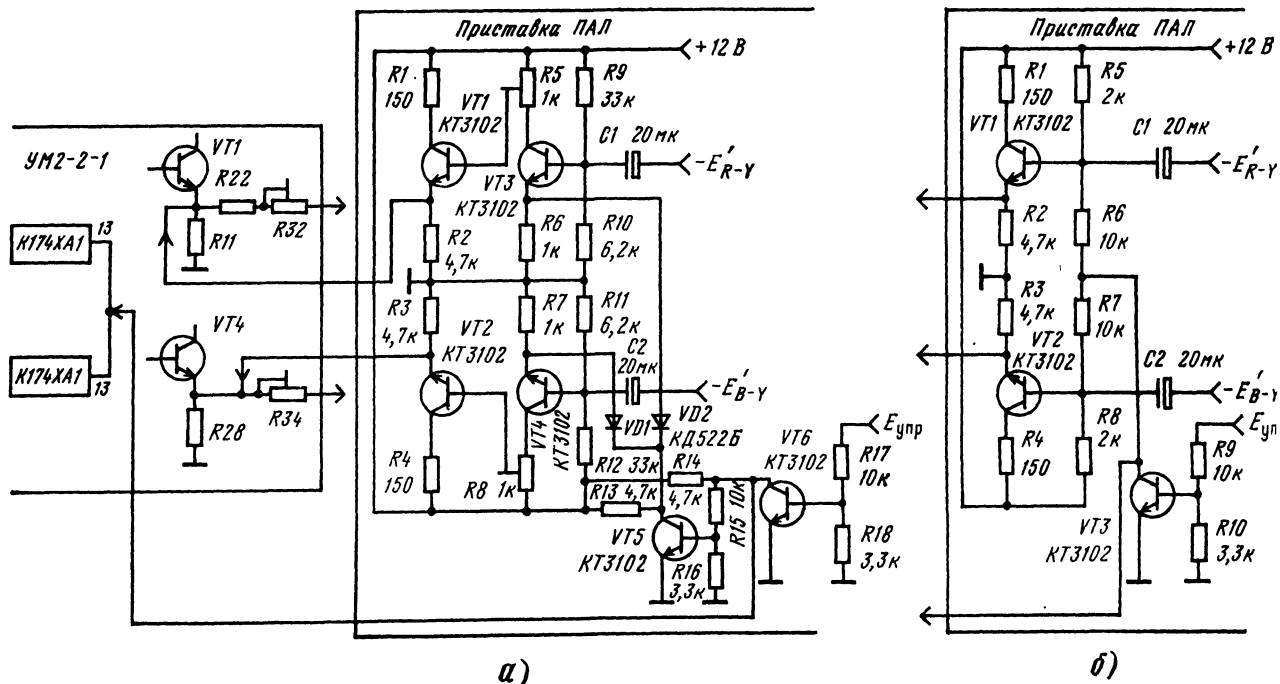 Приставка ПАЛ
+12 В
R1
150
R5
1к
R9
33к
VT1
КТ3102
C1 20мк
-E'R-Y
VT3
КТ3102
УМ2-2-1
VT1
R22
R32
R11
К174ХА1
13
R2
4,7к
R6
1к
R10
6,2к
R3
4,7к
R7
1к
R11
6,2к
VT4
VT2
КТ3102
C2
20мк
-E'B-Y
К174ХА1
13
R34
R28
VD1
VD2
КД522Б
VT4
КТ3102
VT6
КТ3102
Eупр
R17
10к
R4
150
R8
1к
R12 33к
R14
4,7к
R13 4,7к
10к
R15
VT5
КТ3102
R16
3,3к
R18
3,3к
а)
Приставка ПАЛ
+12 В
R1
150
R5
2к
VT1
КТ3102
C1 20мк
-E'R-Y
R2
4,7к
R6
10к
R3
4,7к
R7
10к
VT2
КТ3102
C2 20мк
-E'B-Y
R4
150
R8
2к
Eуп
R9
10к
VT3
КТ3102
R10
3,3к
б)